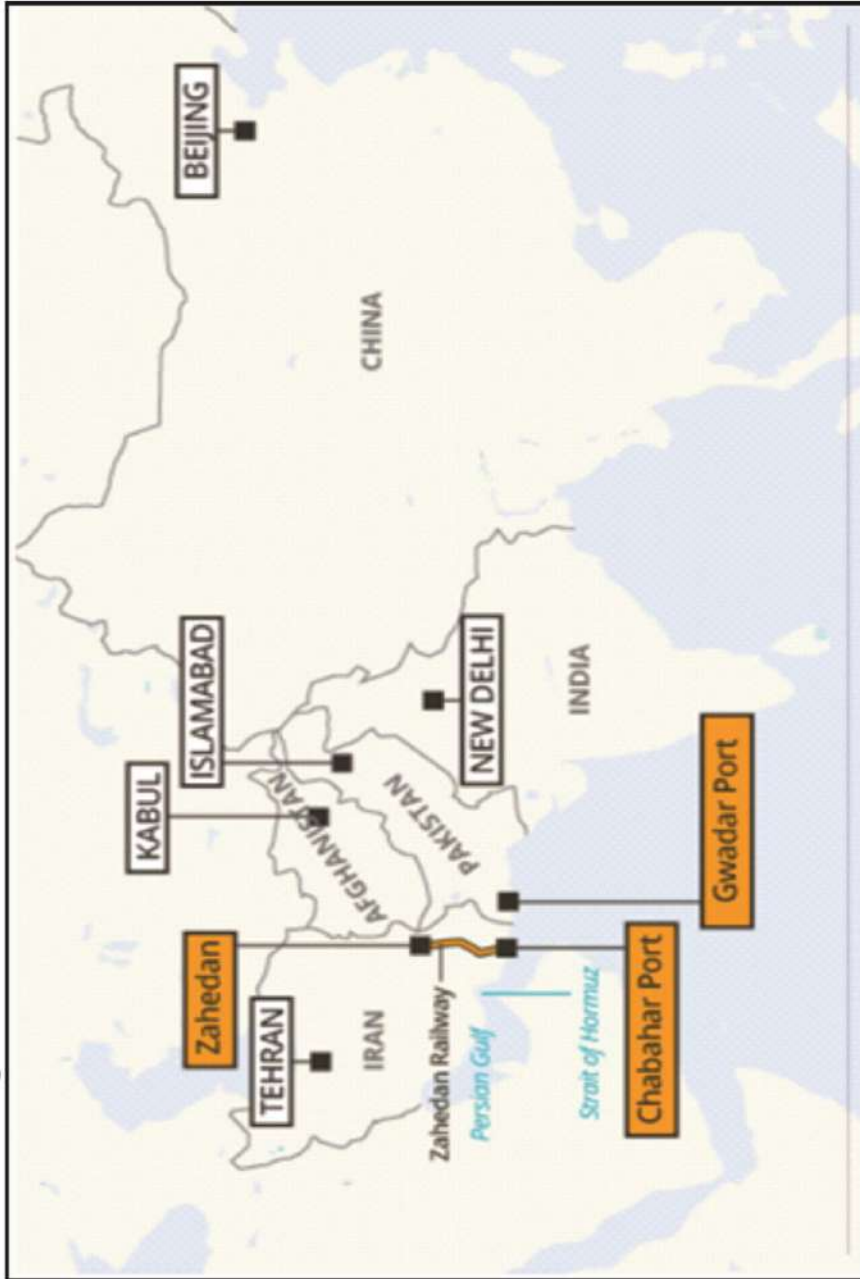 BEIJING
CHINA
KABUL
ISLAMABAD
AFGHANISTAN
PAKISTAN
NEW DELHI
INDIA
Zahedan
TEHRAN
IRAN
Zahedan Railway
Persian Gulf
Strait of Hormuz
Chabahar Port
Gwadar Port